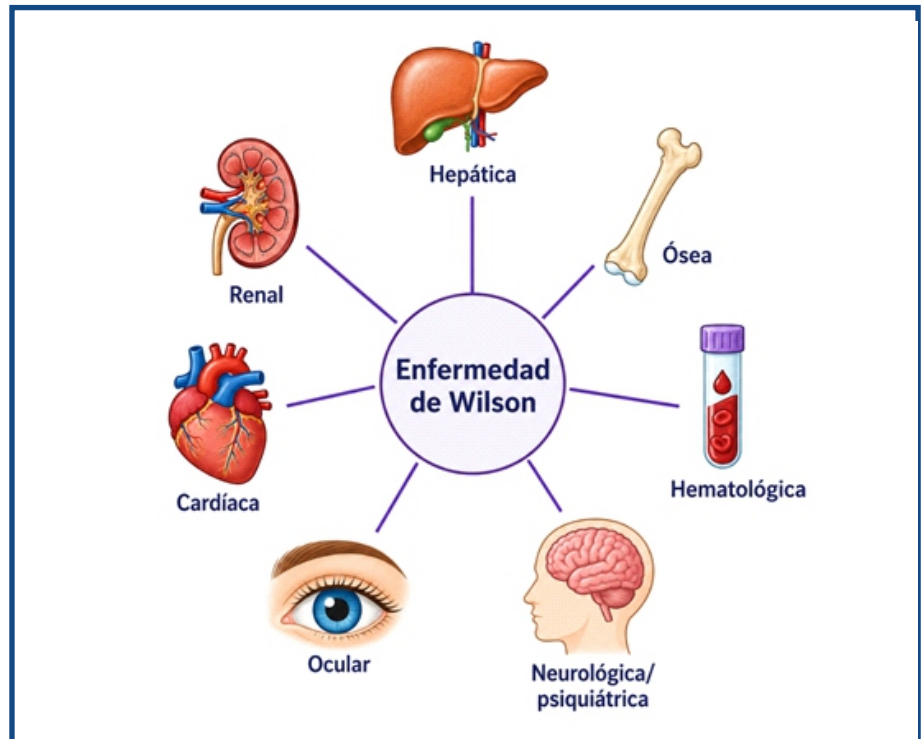 Hepática
Ósea
Renal
Enfermedad
de Wilson
Hematológica
Cardíaca
Ocular
Neurológica/
psiquiátrica